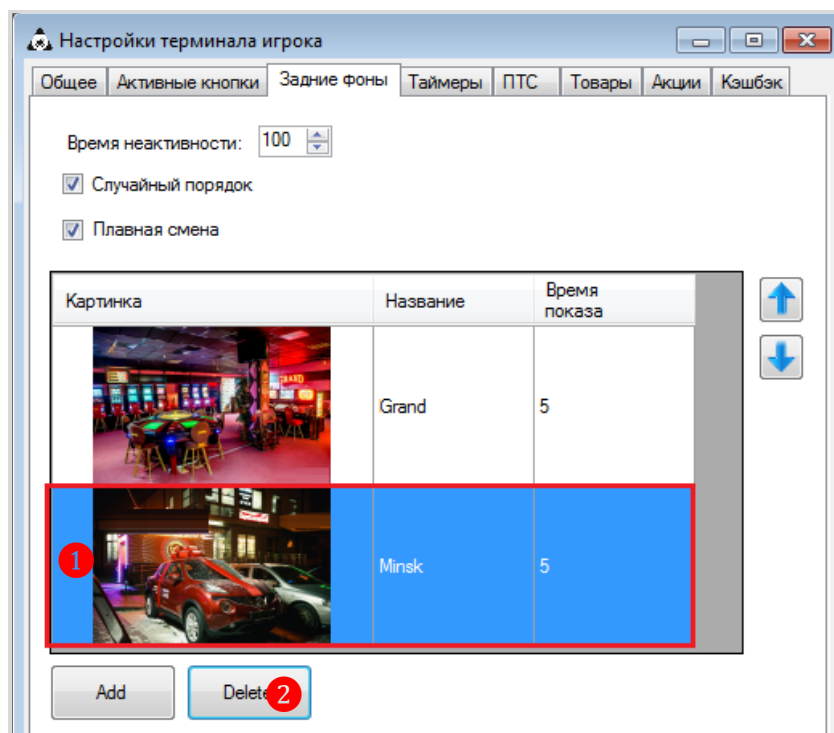 Настройки терминала игрока
Общее Активные кнопки Задние фоны Таймеры ПТС Товары Акции Кэшбэк
Время неактивности: 100
Случайный порядок
Плавная смена
Картинка Название Время показа
GRAND
Grand 5
1
Minsk 5
Add Delete 2